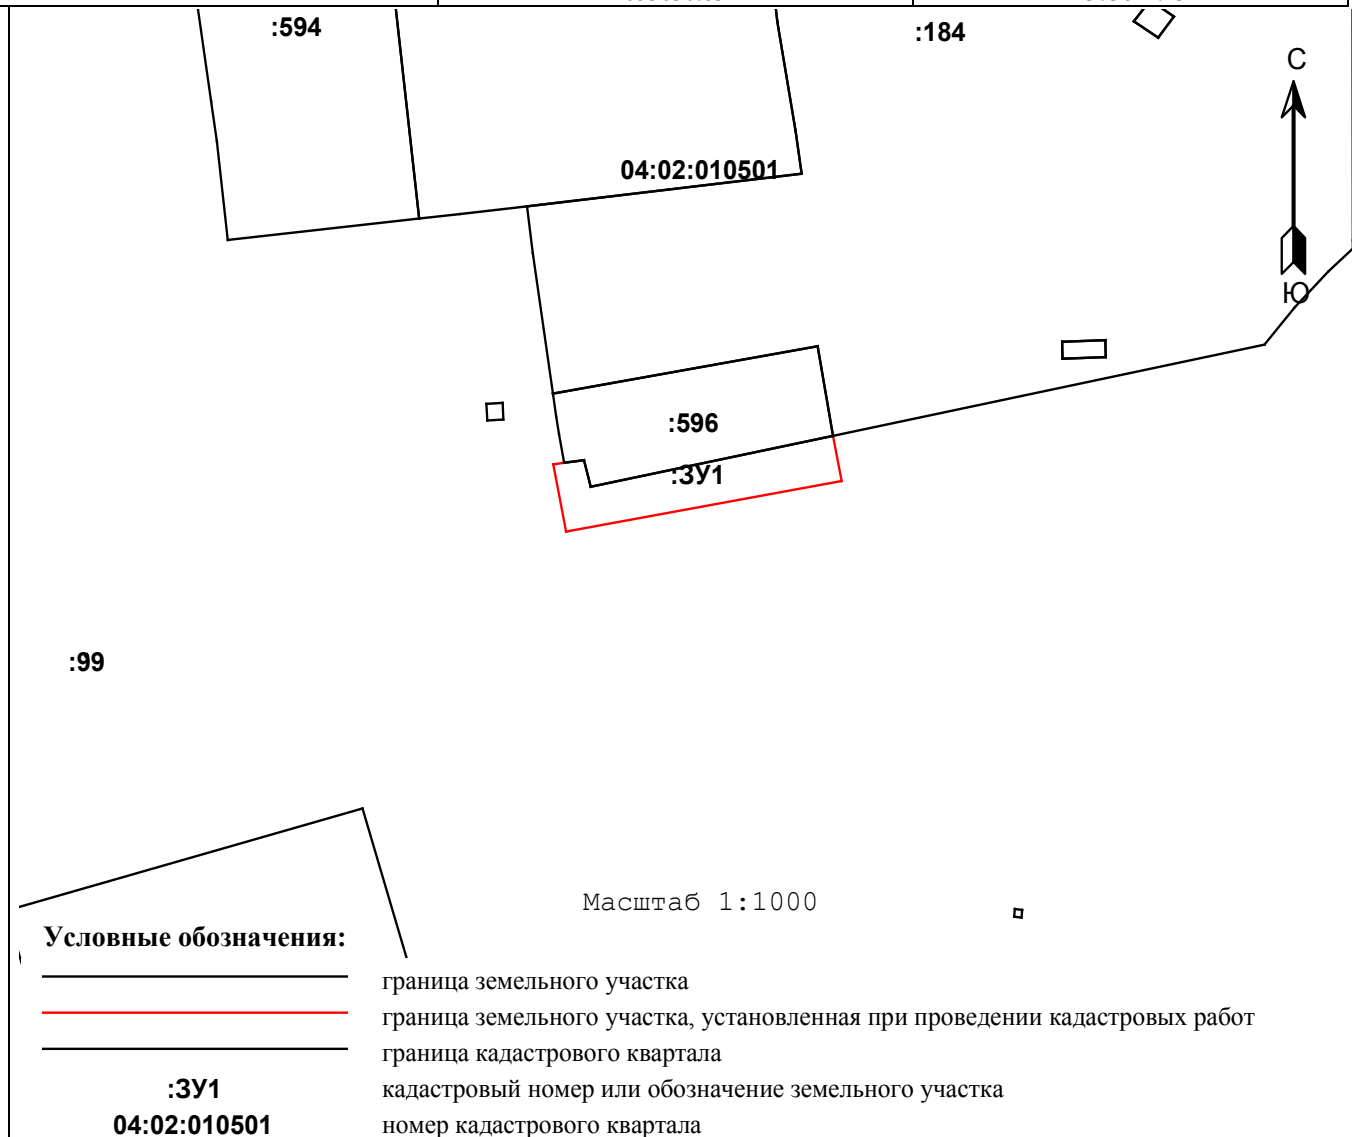 :594
:184
С
04:02:010501
Ю
:596
:ЗУ1
:99
Масштаб 1:1000
Условные обозначения:
граница земельного участка
граница земельного участка, установленная при проведении кадастровых работ
граница кадастрового квартала
:ЗУ1 кадастровый номер или обозначение земельного участка
04:02:010501 номер кадастрового квартала